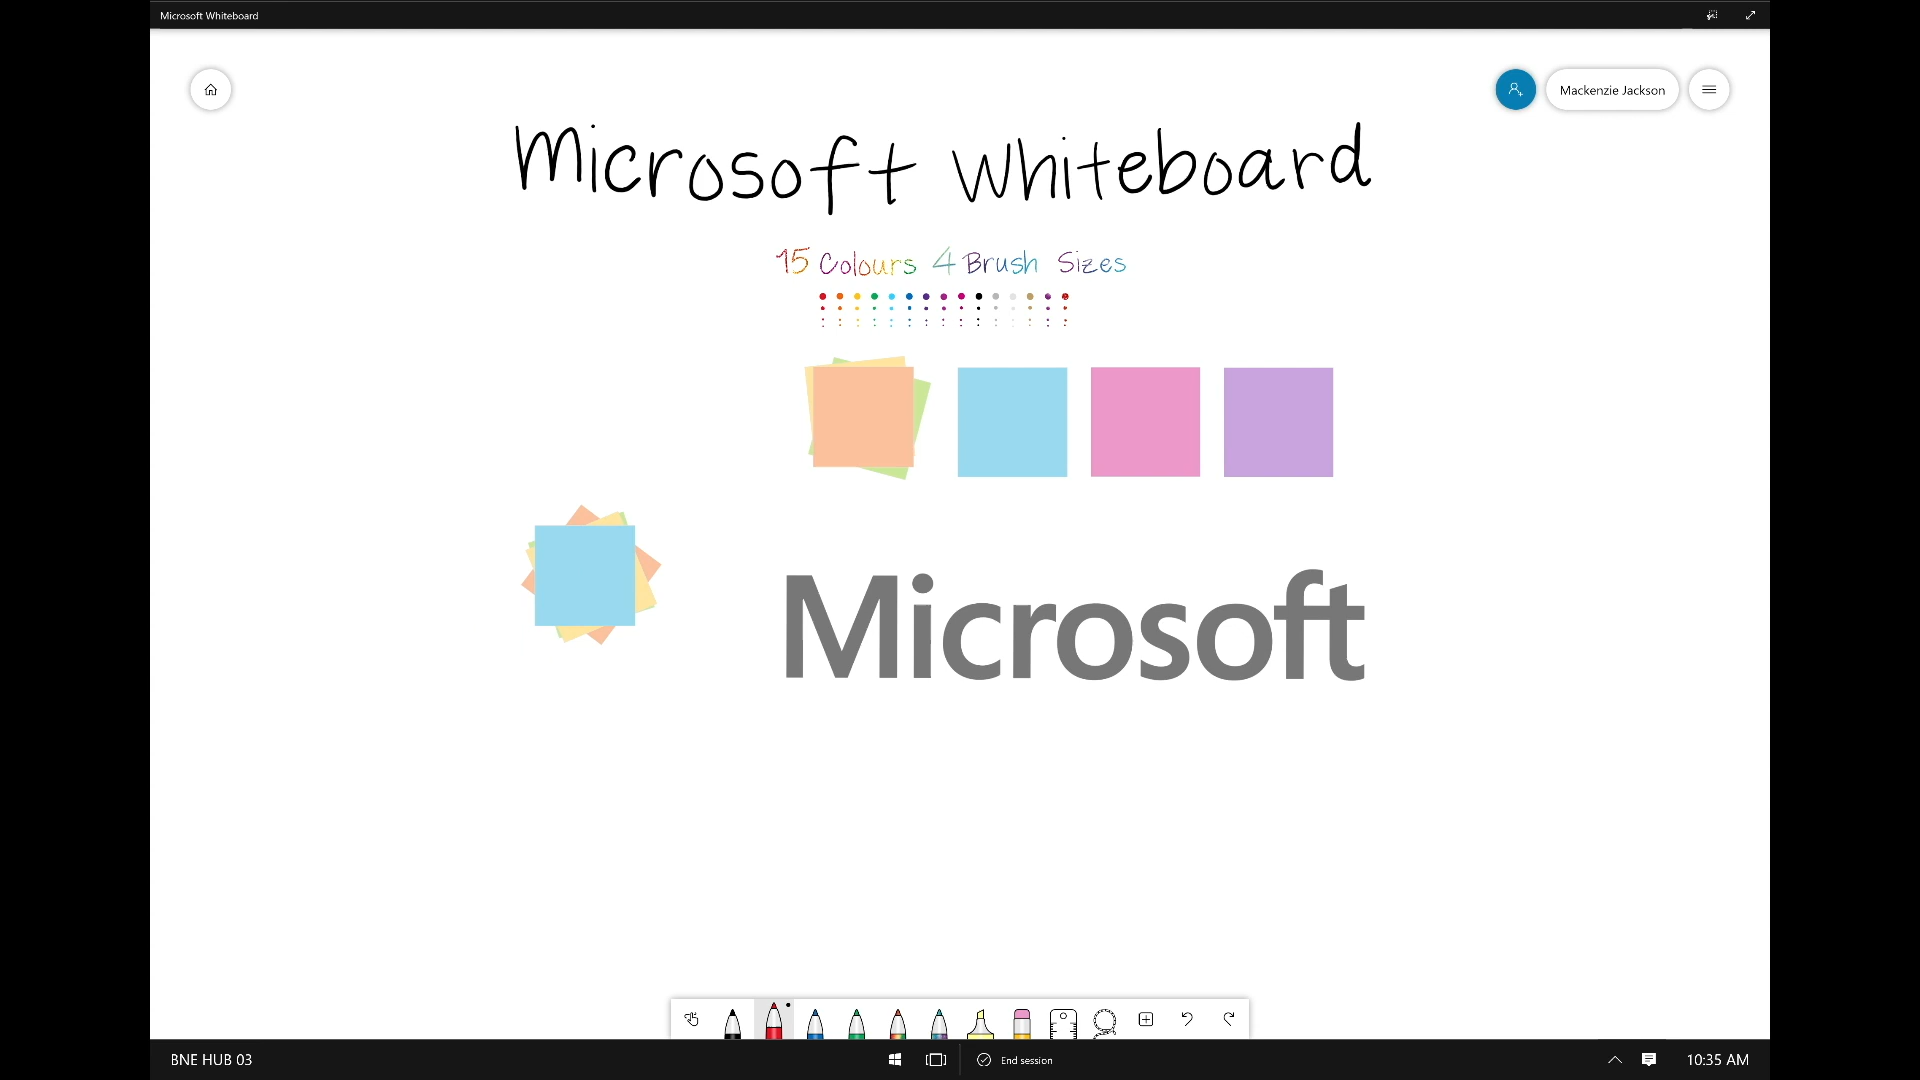 Microsoft Whiteboard
Mackenzie Jackson
Microsoft Whiteboard
15 Colours 4 Brush Sizes
Microsoft
BNE HUB 03
End session
10:35 AM